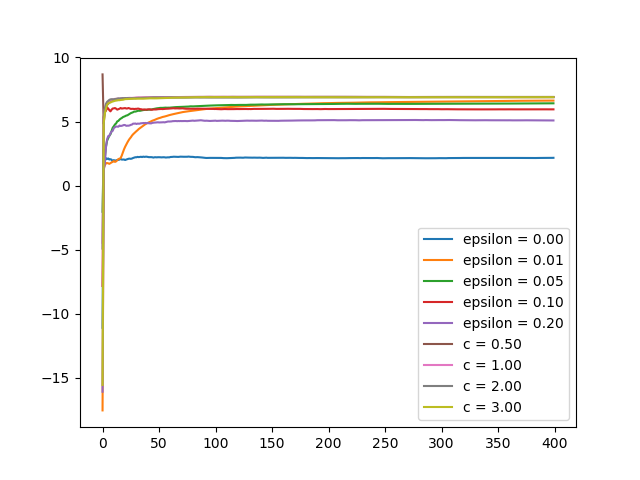 10
5
0
−5
−10
−15
0 50 100 150 200 250 300 350 400
epsilon = 0.00
epsilon = 0.01
epsilon = 0.05
epsilon = 0.10
epsilon = 0.20
c = 0.50
c = 1.00
c = 2.00
c = 3.00